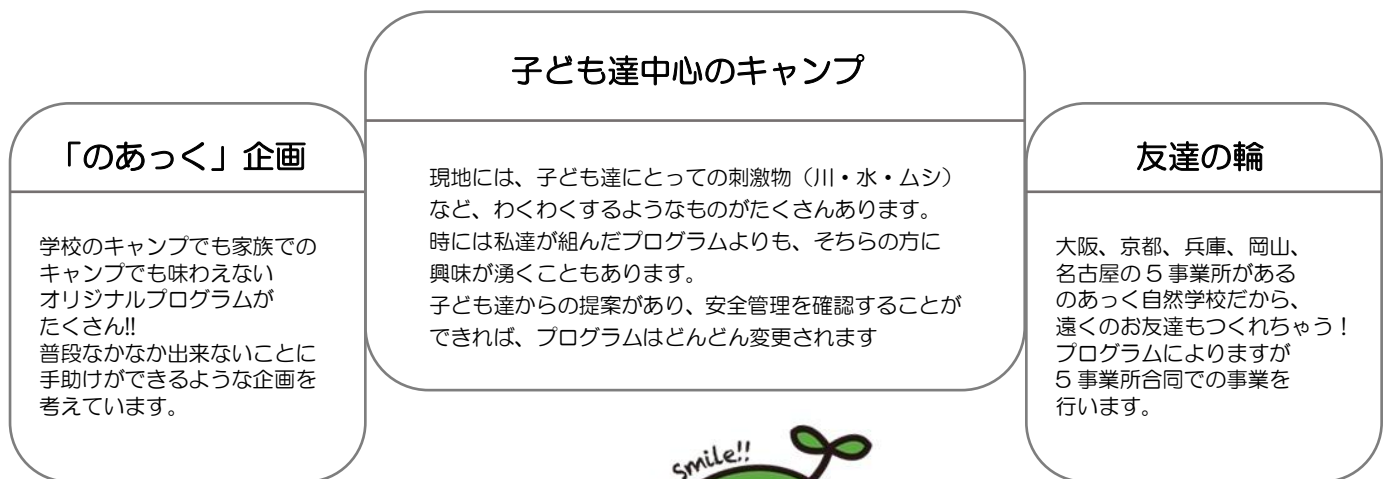 「のあっく」企画
学校のキャンプでも家族での
キャンプでも味わえない
オリジナルプログラムが
たくさん!!
普段なかなか出来ないことに
手助けができるような企画を
考えています。
子ども達中心のキャンプ
現地には、子ども達にとっての刺激物（川・水・ムシ）
など、わくわくするようなものがたくさんあります。
時には私達が組んだプログラムよりも、そちらの方に
興味が湧くこともあります。
子ども達からの提案があり、安全管理を確認することが
できれば、プログラムはどんどん変更されます
友達の輪
大阪、京都、兵庫、岡山、
名古屋の５事業所がある
のあっく自然学校だから、
遠くのお友達もつくれちゃう！
プログラムによりますが
５事業所合同での事業を
行います。
smile!!